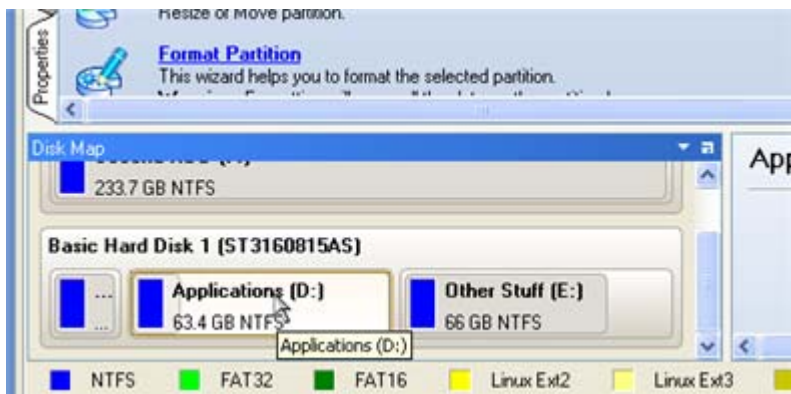 Resize or Move partition.
Properties
Format Partition
This wizard helps you to format the selected partition.
Disk Map
App
233.7 GB NTFS
Basic Hard Disk 1 (ST3160815AS)
... Applications (D:) Other Stuff (E:)
... 63.4 GB NTFS 66 GB NTFS
Applications (D:)
NTFS FAT32 FAT16 Linux Ext2 Linux Ext3